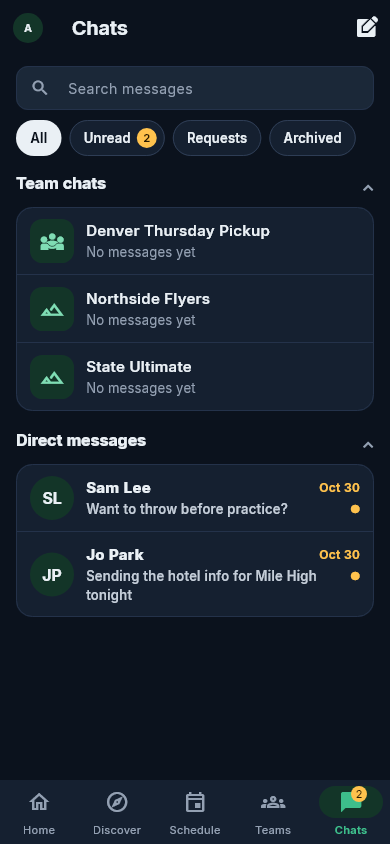 A
Chats
Search messages
All
Unread 2
Requests
Archived
Team chats
Denver Thursday Pickup
No messages yet
Northside Flyers
No messages yet
State Ultimate
No messages yet
Direct messages
SL
Sam Lee
Oct 30
Want to throw before practice?
JP
Jo Park
Oct 30
Sending the hotel info for Mile High
tonight
2
Home
Discover
Schedule
Teams
Chats